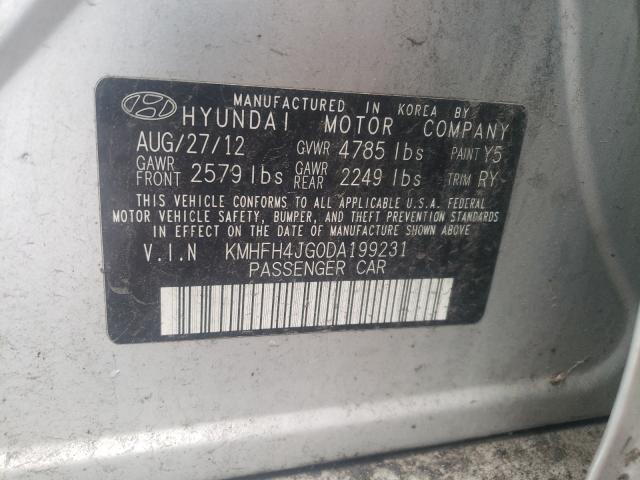 MANUFACTURED IN KOREA BY
HYUNDAI MOTOR COMPANY
AUG/27/12 GVWR 4785 lbs PAINT Y5
GAWR FRONT 2579 lbs GAWR REAR 2249 lbs TRIM RY
THIS VEHICLE CONFORMS TO ALL APPLICABLE U.S.A. FEDERAL
MOTOR VEHICLE SAFETY, BUMPER, AND THEFT PREVENTION STANDARDS
IN EFFECT ON THE DATE OF MANUFACTURE SHOWN ABOVE.
V.I.N KMHFH4JG0DA199231
PASSENGER CAR